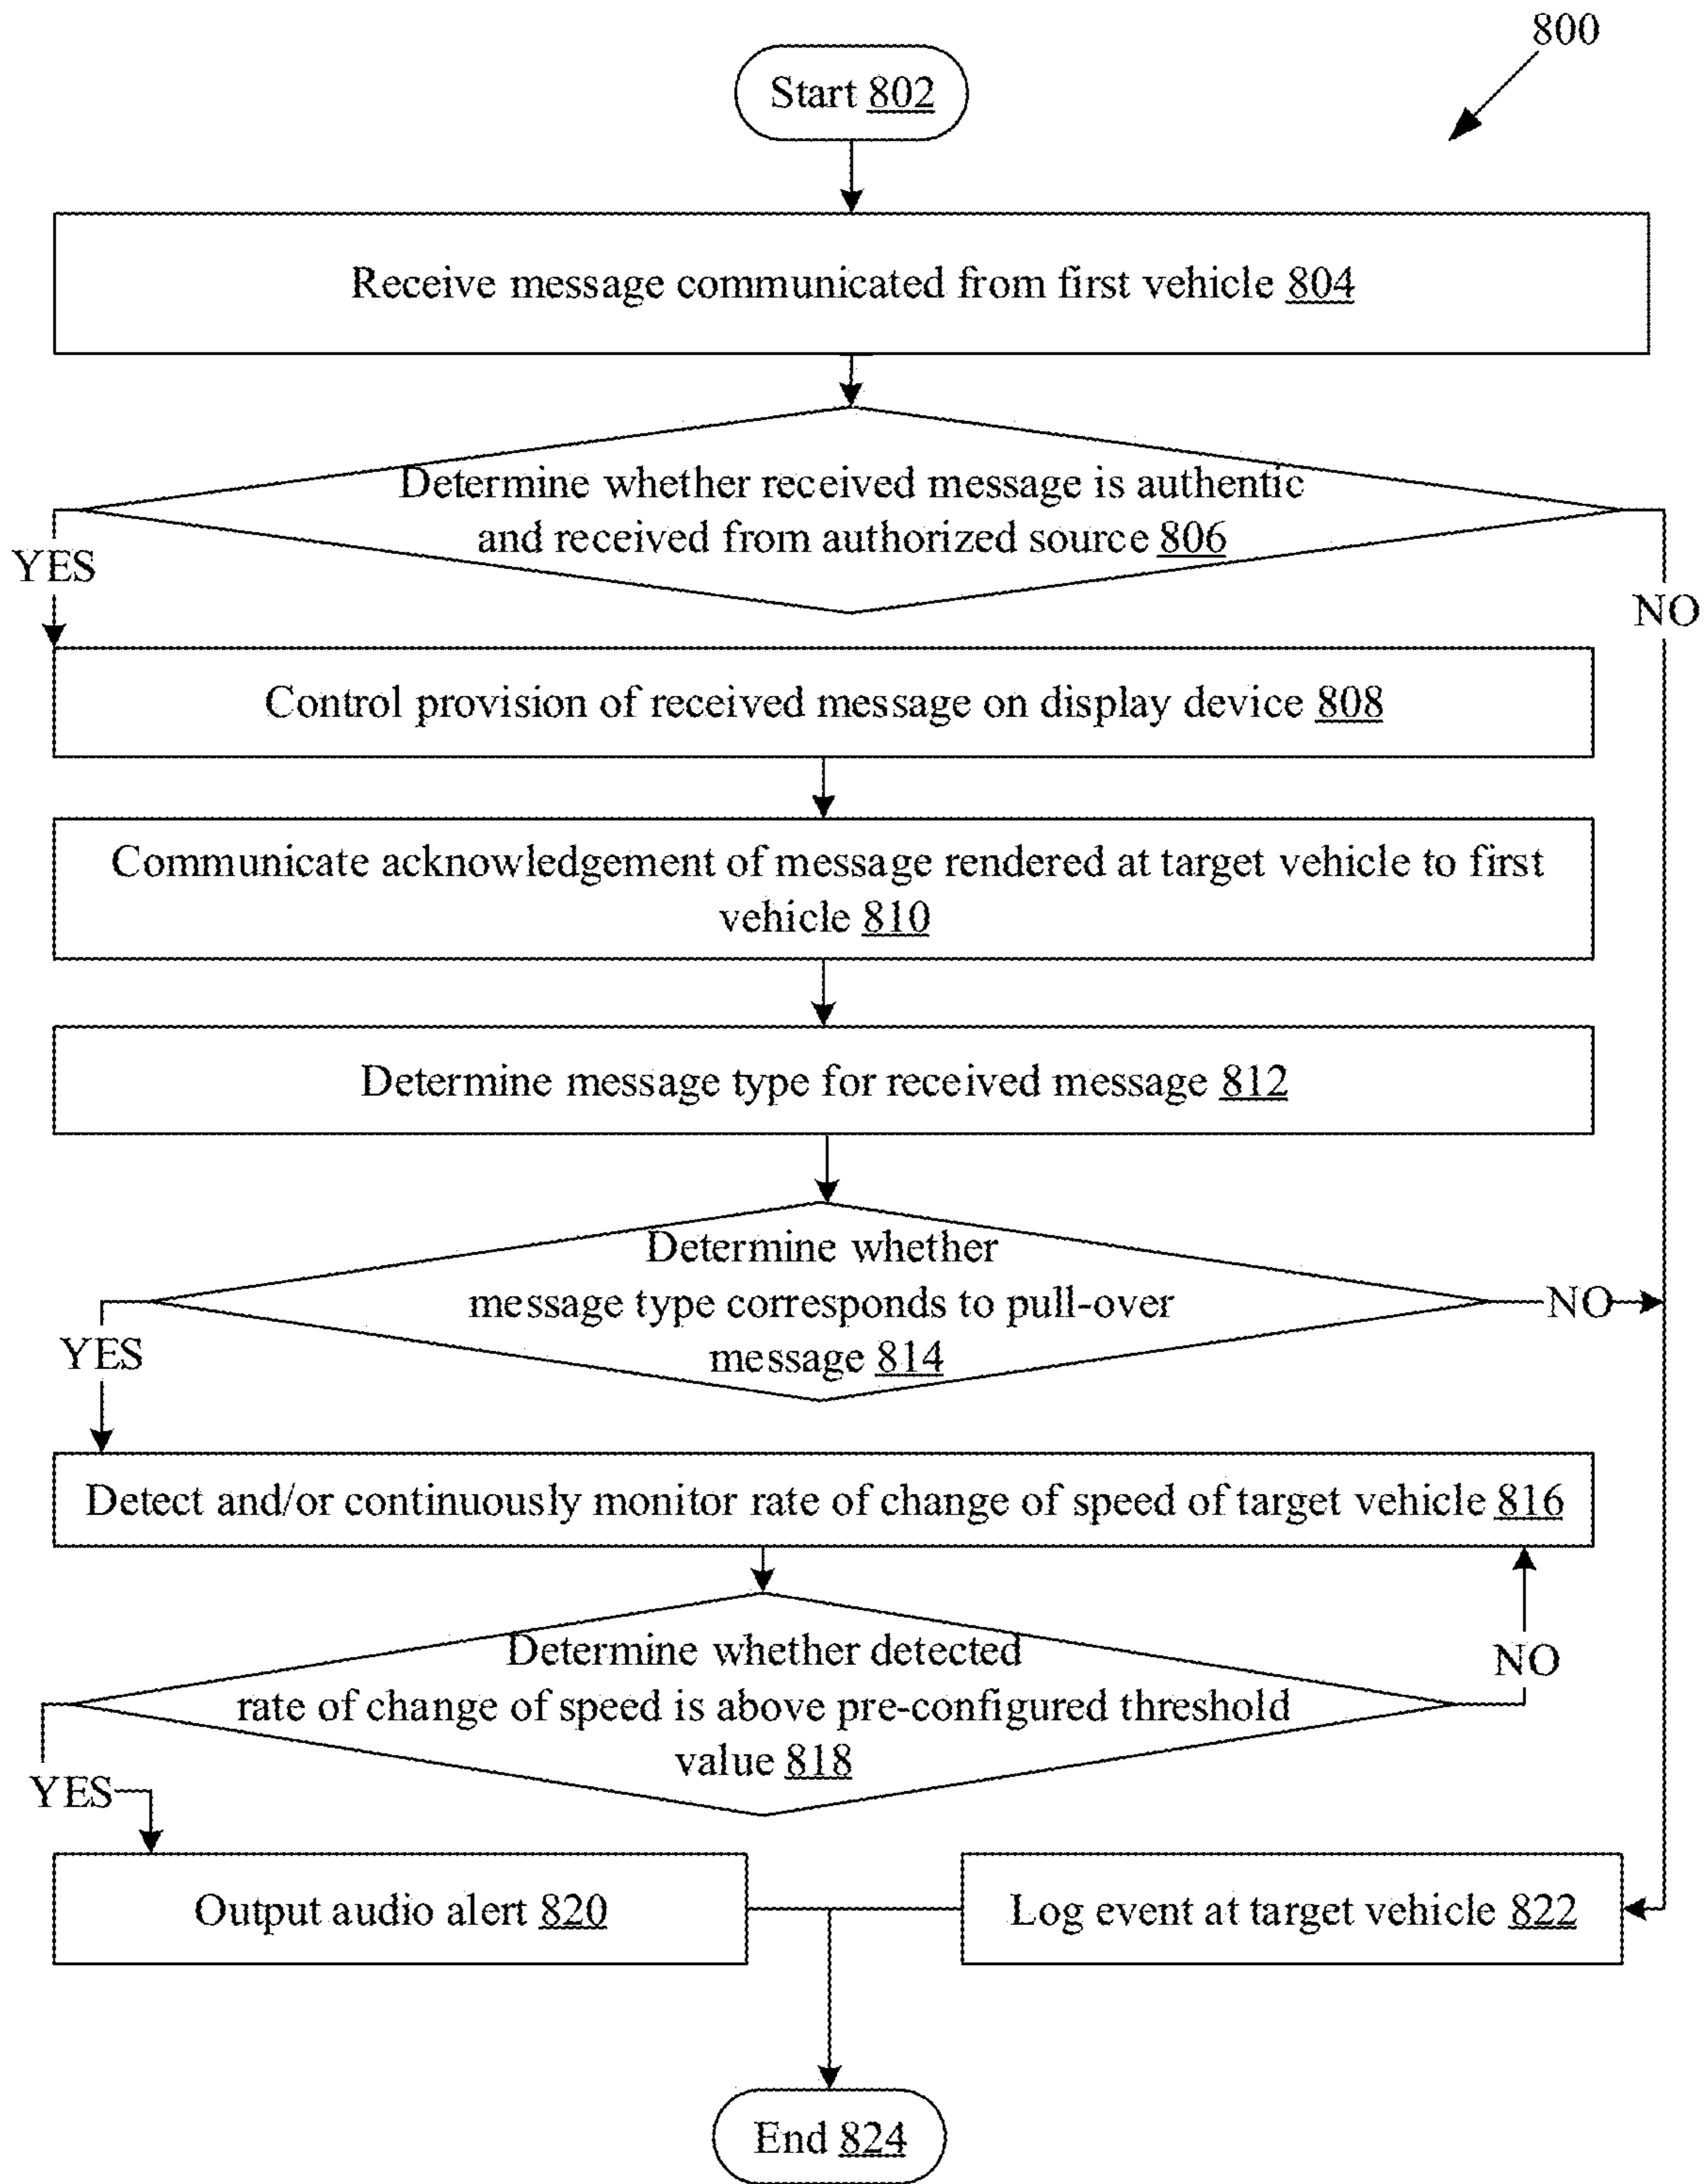 800
Start 802
Receive message communicated from first vehicle 804
Determine whether received message is authentic
and received from authorized source 806
YES
NO
Control provision of received message on display device 808
Communicate acknowledgement of message rendered at target vehicle to first
vehicle 810
Determine message type for received message 812
Determine whether
message type corresponds to pull-over
message 814
NO
YES
Detect and/or continuously monitor rate of change of speed of target vehicle 816
Determine whether detected
rate of change of speed is above pre-configured threshold
value 818
NO
YES
Output audio alert 820
Log event at target vehicle 822
End 824